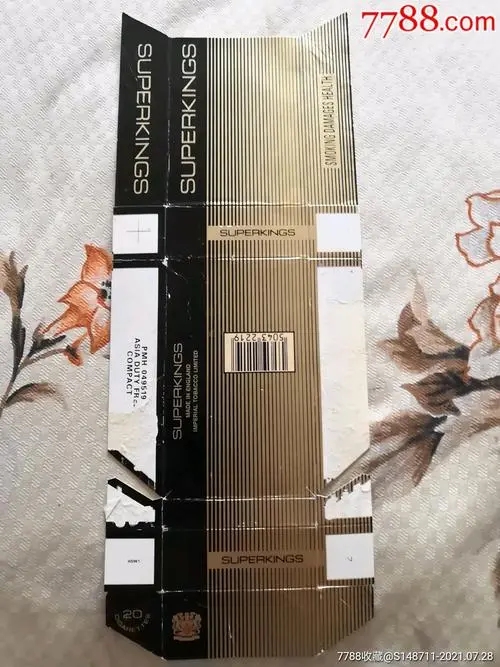 7788.com
SUPERKINGS
SUPERKINGS
SMOKING DAMAGES HEALTH
SUPERKINGS
5043 2219
PMH 049519
ASIA DUTY FRE
COMPACT
SUPERKINGS
MADE IN ENGLAND
IMPERIAL TOBACCO LIMITED
SUPERKINGS
20
CIGARETTES
7788收藏@S148711-2021.07.28